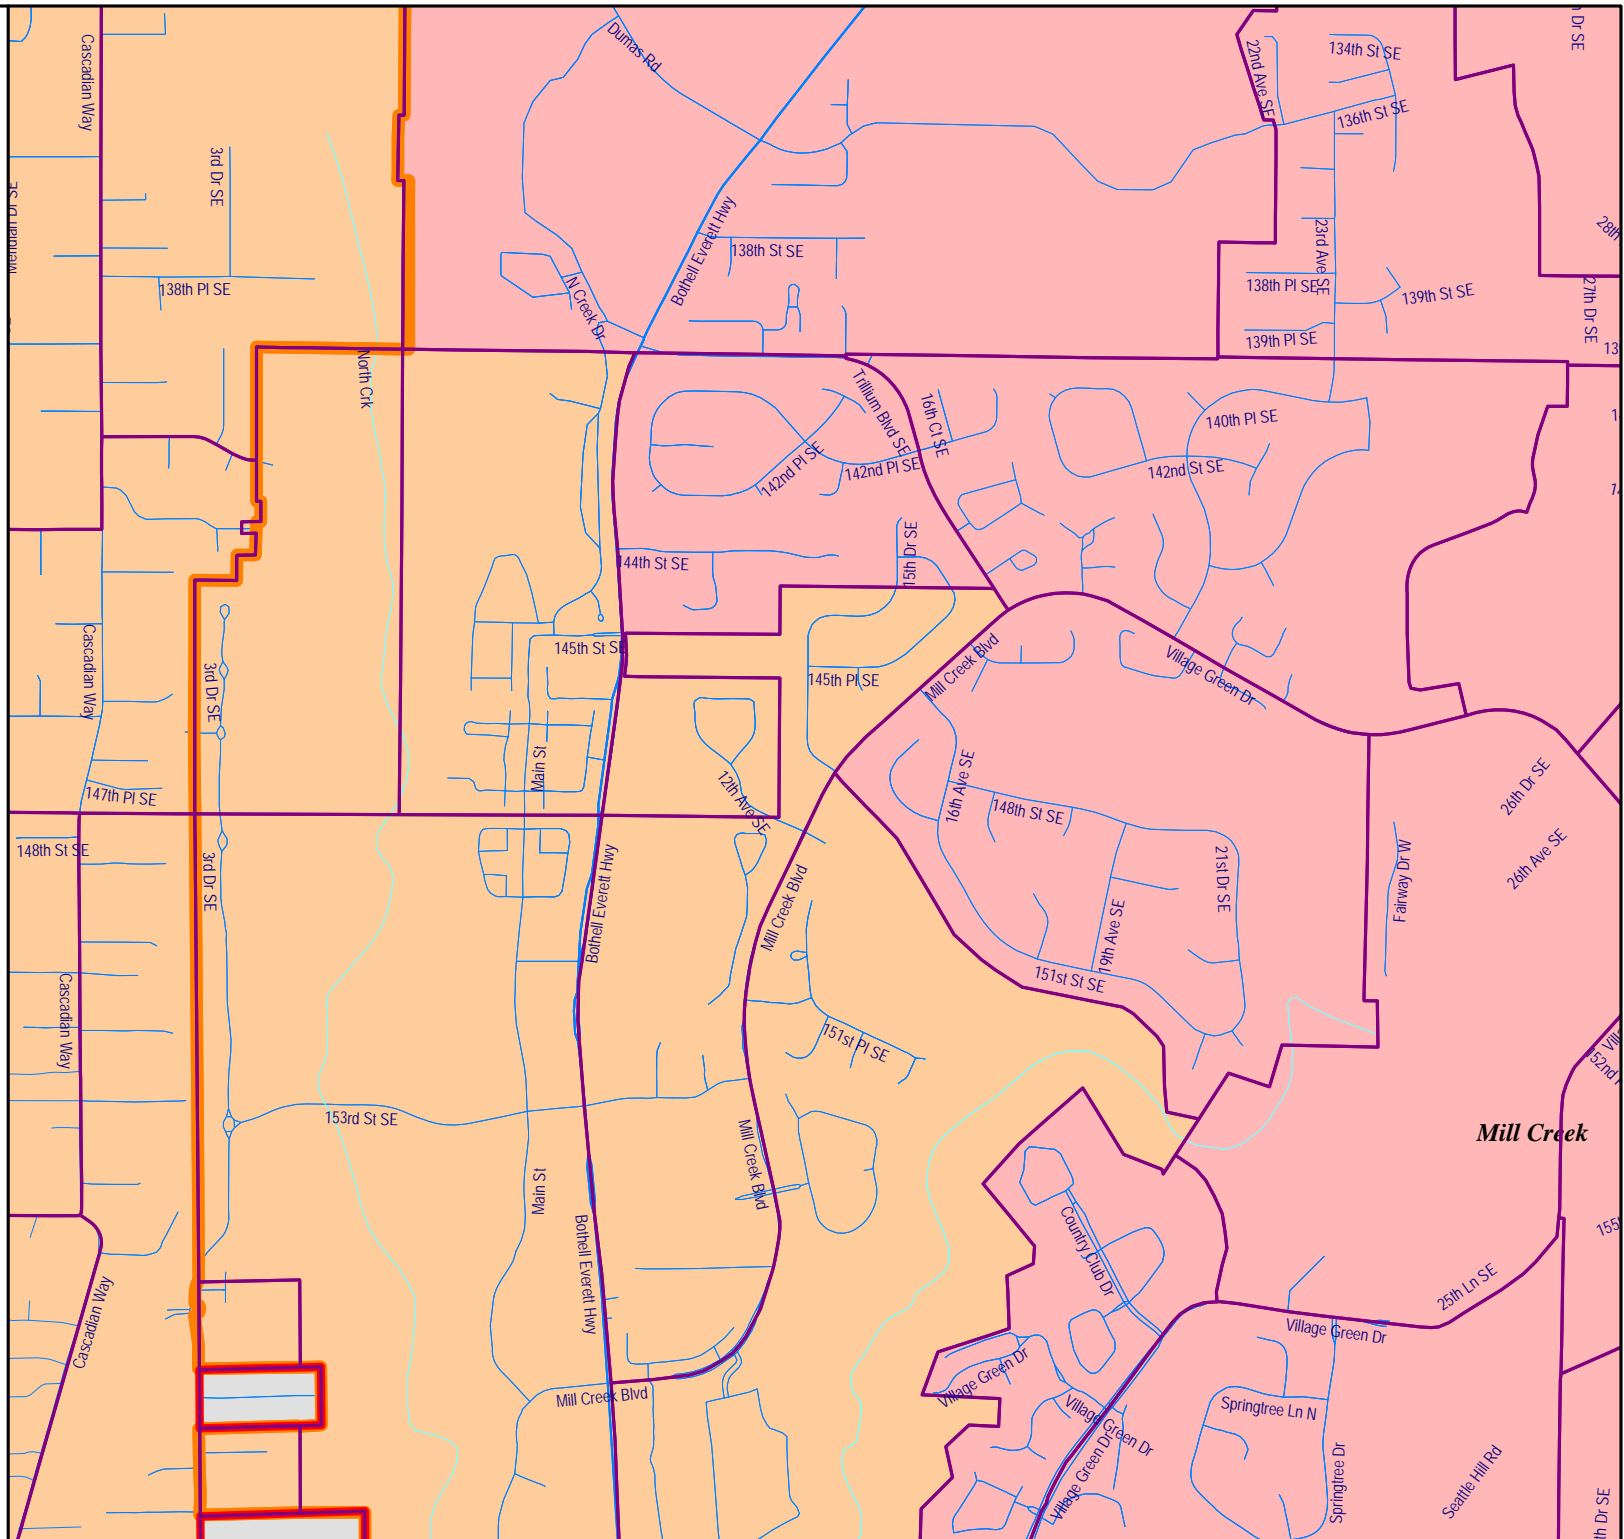 Cascadian Way
Dumas Rd
22nd Ave SE
134th St SE
Dr SE
136th St SE
3rd Dr SE
Meridian Dr SE
Bothell Everett Hwy
138th St SE
23rd Ave SE
28th
138th Pl SE
N Creek Dr
138th Pl SE
139th St SE
27th Dr SE
139th Pl SE
13
North Crk
Trillium Blvd SE
16th Ct SE
140th Pl SE
142nd Pl SE
142nd Pl SE
142nd St SE
144th St SE
15th Dr SE
145th St SE
Cascadian Way
3rd Dr SE
145th Pl SE
Mill Creek Blvd
Village Green Dr
Main St
12th Ave SE
16th Ave SE
148th St SE
26th Dr SE
147th Pl SE
148th St SE
3rd Dr SE
Bothell Everett Hwy
Mill Creek Blvd
21st Dr SE
Fairway Dr W
26th Ave SE
19th Ave SE
151st St SE
Cascadian Way
151st Pl SE
152nd
153rd St SE
Mill Creek
Mill Creek Blvd
Main St
Country Club Dr
155
Bothell Everett Hwy
25th Ln SE
Cascadian Way
Village Green Dr
Village Green Dr
Mill Creek Blvd
Village Green Dr
Springtree Ln N
Village Green Dr
Springtree Dr
Seattle Hill Rd
th Dr SE